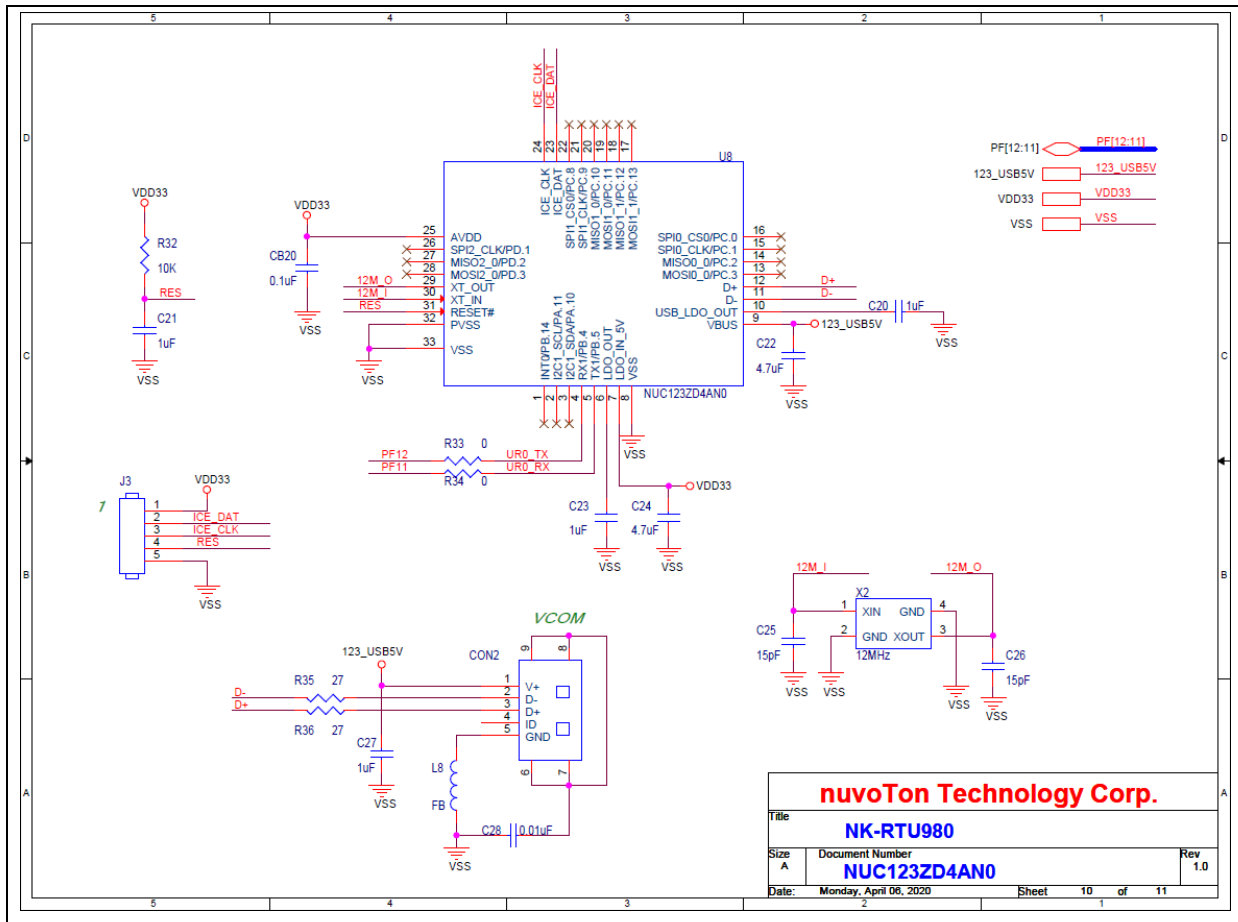 5 4 3 2 1
D
C
B
A
ICE_CLK
ICE_DAT
24 23 22 21 20 19 18 17
U8
ICE_CLK
ICE_DAT
SPI1_CS0/PC.8
SPI1_CLK/PC.9
MISO1_0/PC.10
MOSI1_0/PC.11
MISO1_1/PC.12
MOSI1_1/PC.13
25 AVDD
26 SPI2_CLK/PD.1
27 MISO2_0/PD.2
28 MOSI2_0/PD.3
12M_O 29 XT_OUT
12M_I 30 XT_IN
RES 31 RESET#
32 PVSS
33 VSS
SPI0_CS0/PC.0 16
SPI0_CLK/PC.1 15
MISO0_0/PC.2 14
MOSI0_0/PC.3 13
D+ 12 D+
D- 11 D-
USB_LDO_OUT 10
VBUS 9
INT0/PB.14
I2C1_SCL/PA.11
I2C1_SDA/PA.10
RX1/PB.4
TX1/PB.5
LDO_OUT
LDO_IN_5V
VSS
1 2 3 4 5 6 7 8
NUC123ZD4AN0
C20 1uF
VSS
123_USB5V
C22
4.7uF
VSS
VSS
PF[12:11] PF[12:11]
123_USB5V 123_USB5V
VDD33 VDD33
VSS VSS
VDD33
R32
10K
RES
C21
1uF
VSS
VDD33
CB20
0.1uF
VSS
VSS
PF12 R33 0 UR0_TX
PF11 R34 0 UR0_RX
VDD33
C23
1uF
VSS
C24
4.7uF
VSS
J3
1
VDD33
1
2 ICE_DAT
3 ICE_CLK
4 RES
5
VSS
VCOM
123_USB5V
CON2
9 8
1 V+
2 D-
3 D+
4 ID
5 GND
6 7
D- R35 27
D+ R36 27
C27
1uF
VSS
L8
FB
C28 0.01uF
VSS
12M_I 12M_O
X2
1 XIN GND 4
2 GND XOUT 3
12MHz
C25
15pF
VSS
VSS
VSS
C26
15pF
VSS
nuvoTon Technology Corp.
Title
NK-RTU980
Size Document Number Rev
A NUC123ZD4AN0 1.0
Date: Monday, April 06, 2020 Sheet 10 of 11
5 4 3 2 1
D
C
B
A